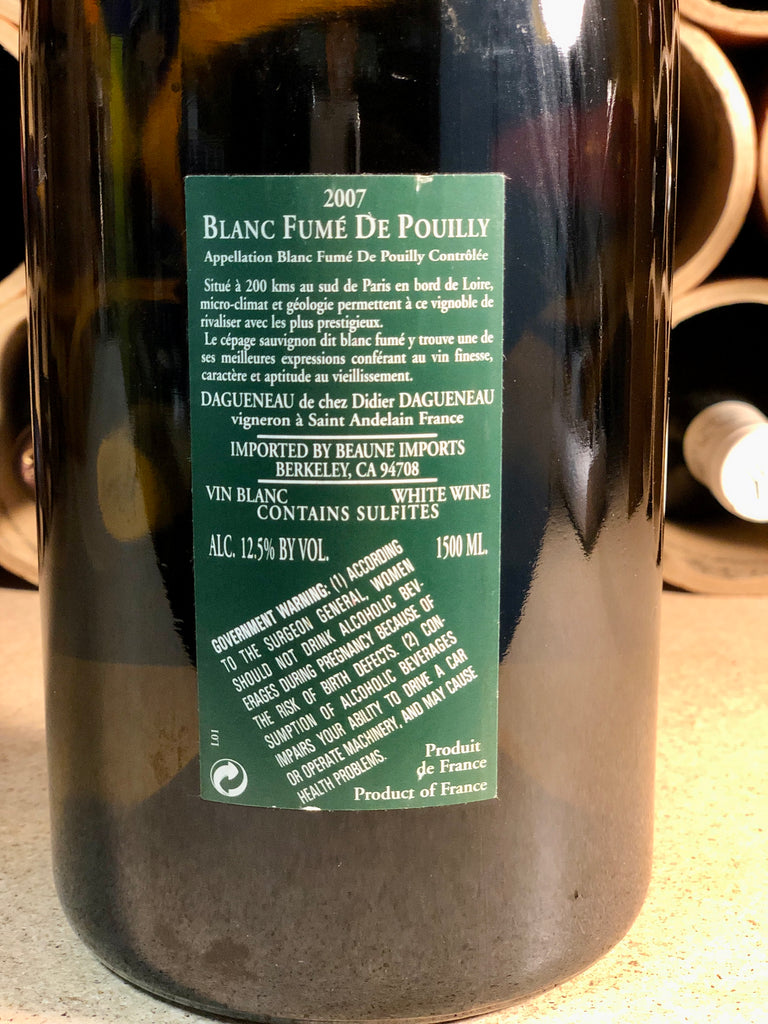 2007
BLANC FUMÉ DE POUILLY
Appellation Blanc Fumé De Pouilly Contrôlée
Situé à 200 kms au sud de Paris en bord de Loire,
micro-climat et géologie permettent à ce vignoble de
rivaliser avec les plus prestigieux.
Le cépage sauvignon dit blanc fumé y trouve une de
ses meilleures expressions conférant au vin finesse,
caractère et aptitude au vieillissement.
DAGUENEAU de chez Didier DAGUENEAU
vigneron à Saint Andelain France
IMPORTED BY BEAUNE IMPORTS
BERKELEY, CA 94708
VIN BLANC WHITE WINE
CONTAINS SULFITES
ALC. 12.5% BY VOL. 1500 ML.
GOVERNMENT WARNING: (1) ACCORDING
TO THE SURGEON GENERAL, WOMEN
SHOULD NOT DRINK ALCOHOLIC BEV-
ERAGES DURING PREGNANCY BECAUSE OF
THE RISK OF BIRTH DEFECTS. (2) CON-
SUMPTION OF ALCOHOLIC BEVERAGES
IMPAIRS YOUR ABILITY TO DRIVE A CAR
OR OPERATE MACHINERY, AND MAY CAUSE
HEALTH PROBLEMS.
L01
Produit
de France
Product of France